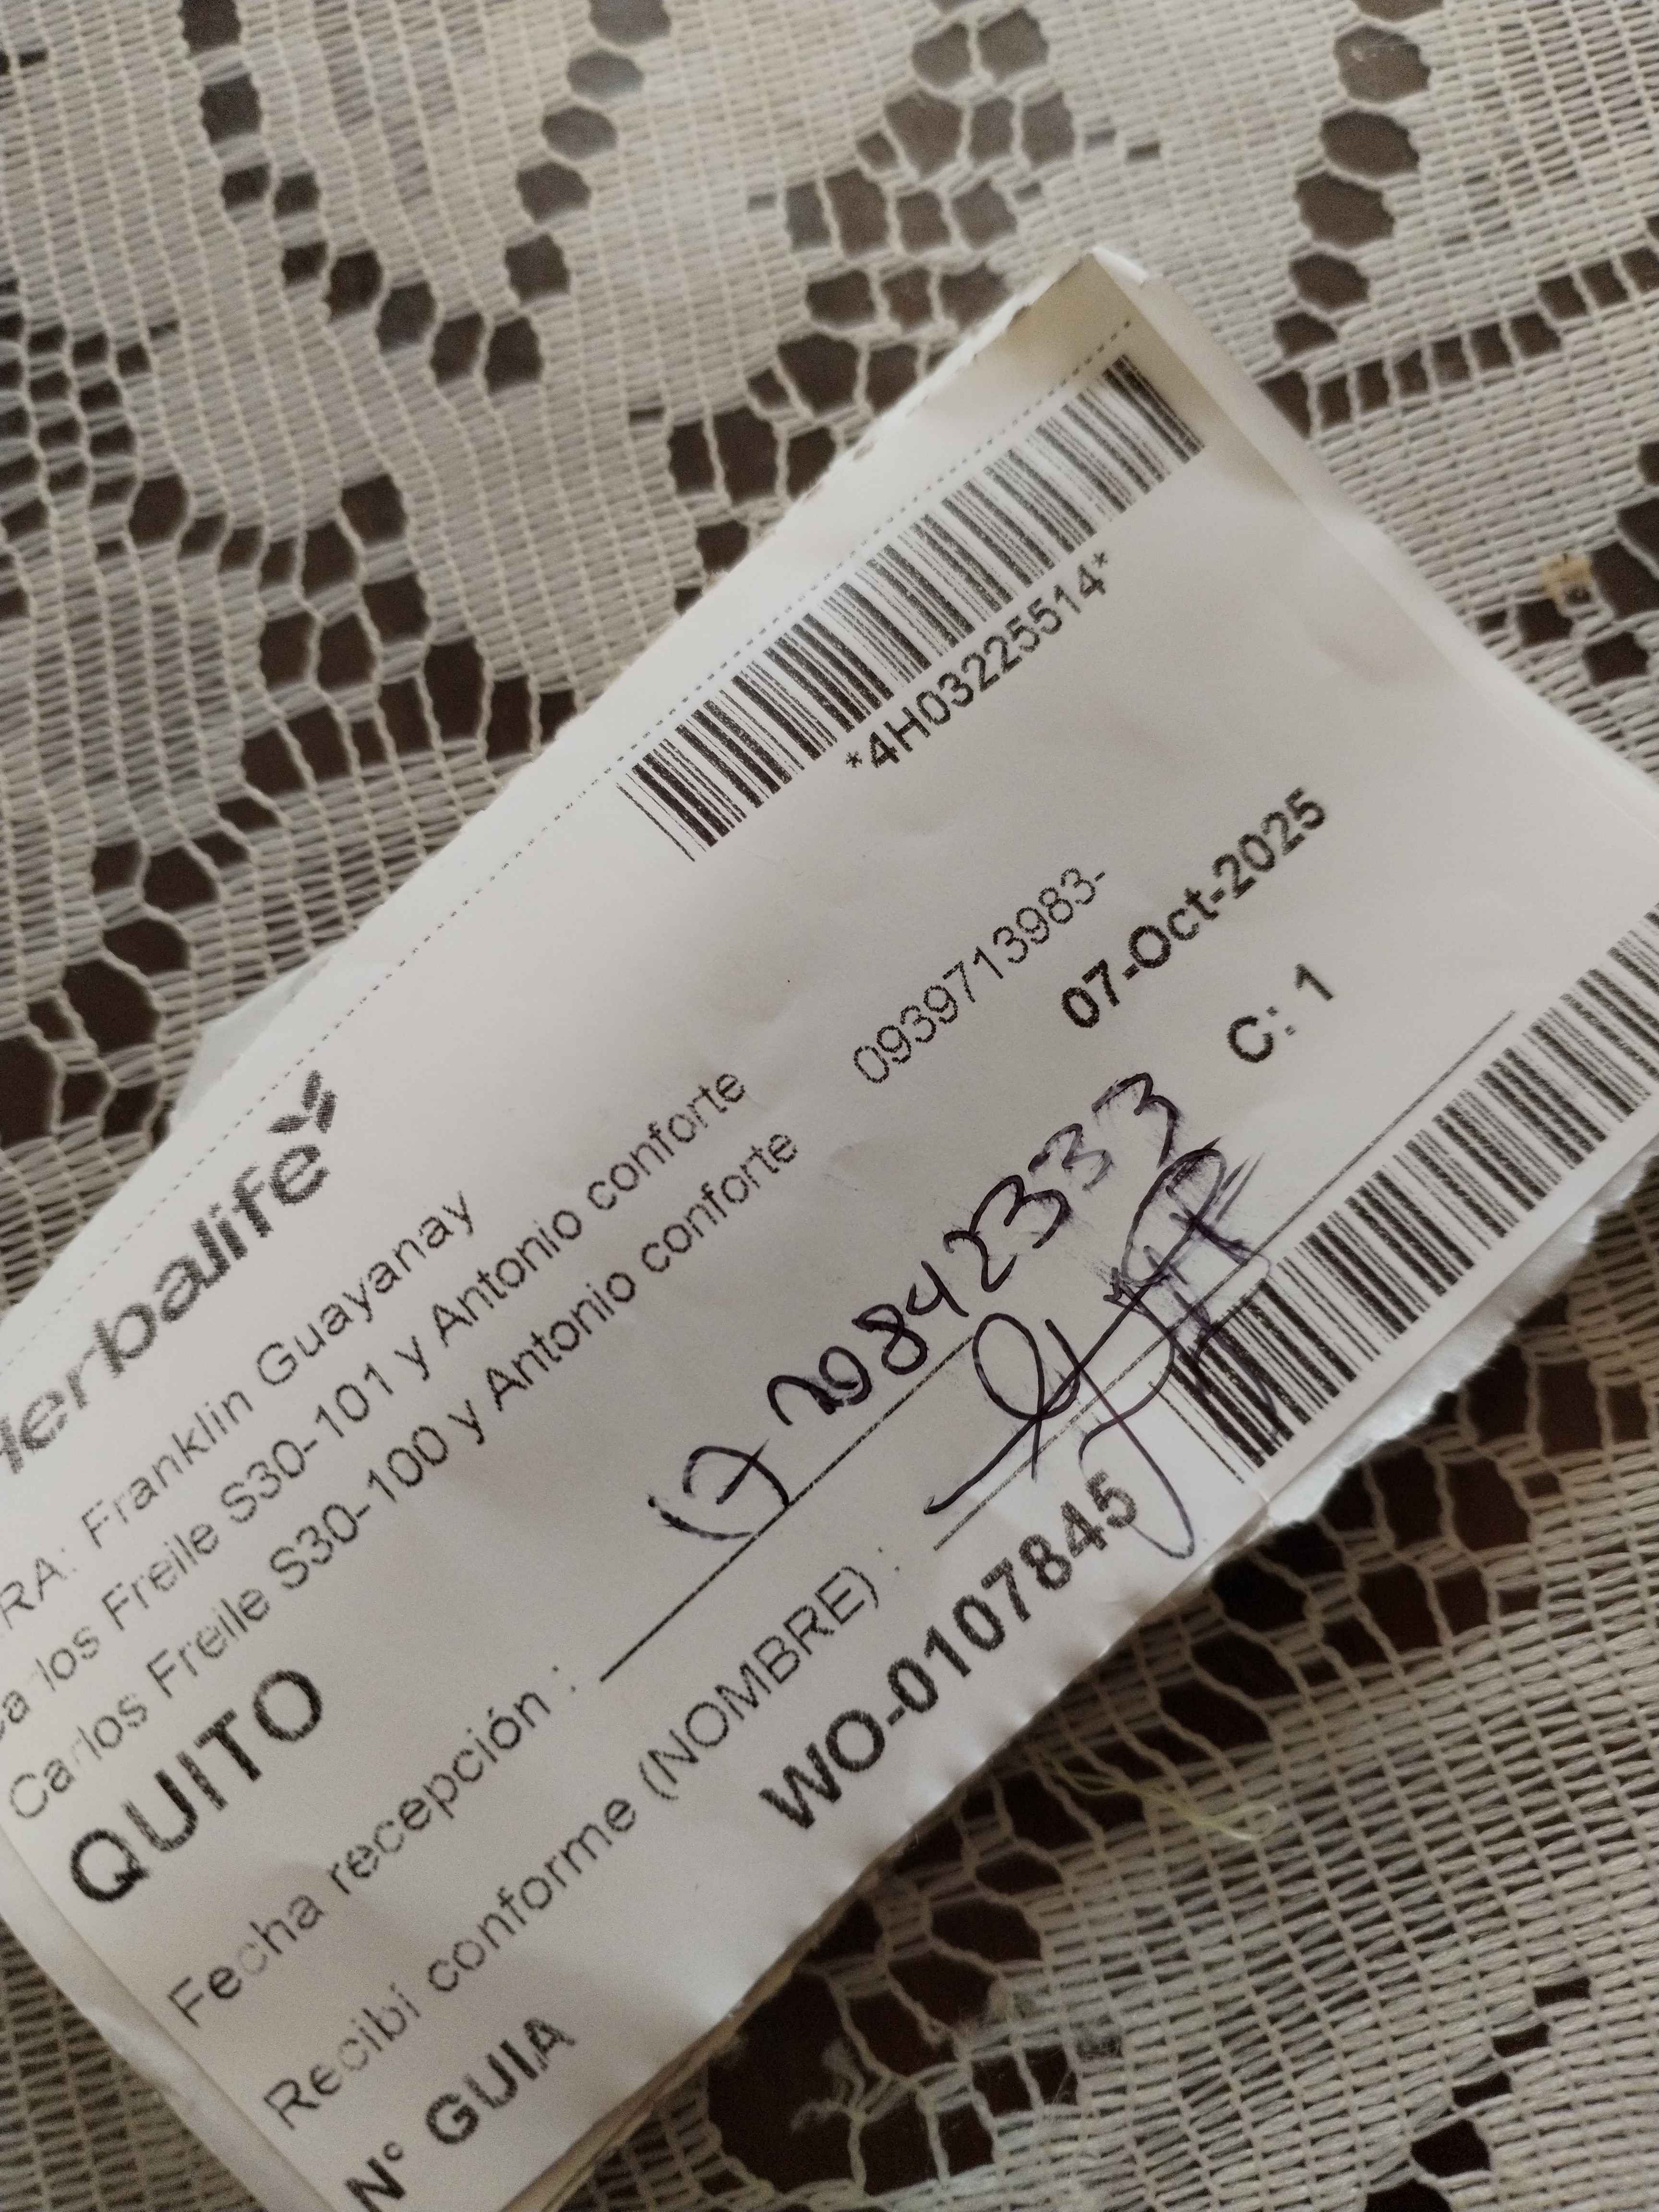 *4H03225514*
Herbalife
RA: Franklin Guayanay
Carlos Freile S30-101 y Antonio conforte 0939713983-
Carlos Freile S30-100 y Antonio conforte
QUITO 07-Oct-2025
C: 1
Fecha recepción :
Recibí conforme (NOMBRE) :
N° GUIA WO-0107845